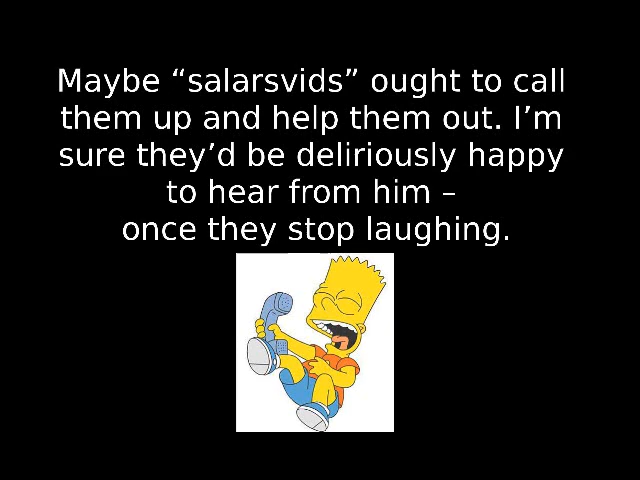 Maybe “salarsvids” ought to call
them up and help them out. I’m
sure they’d be deliriously happy
to hear from him –
once they stop laughing.